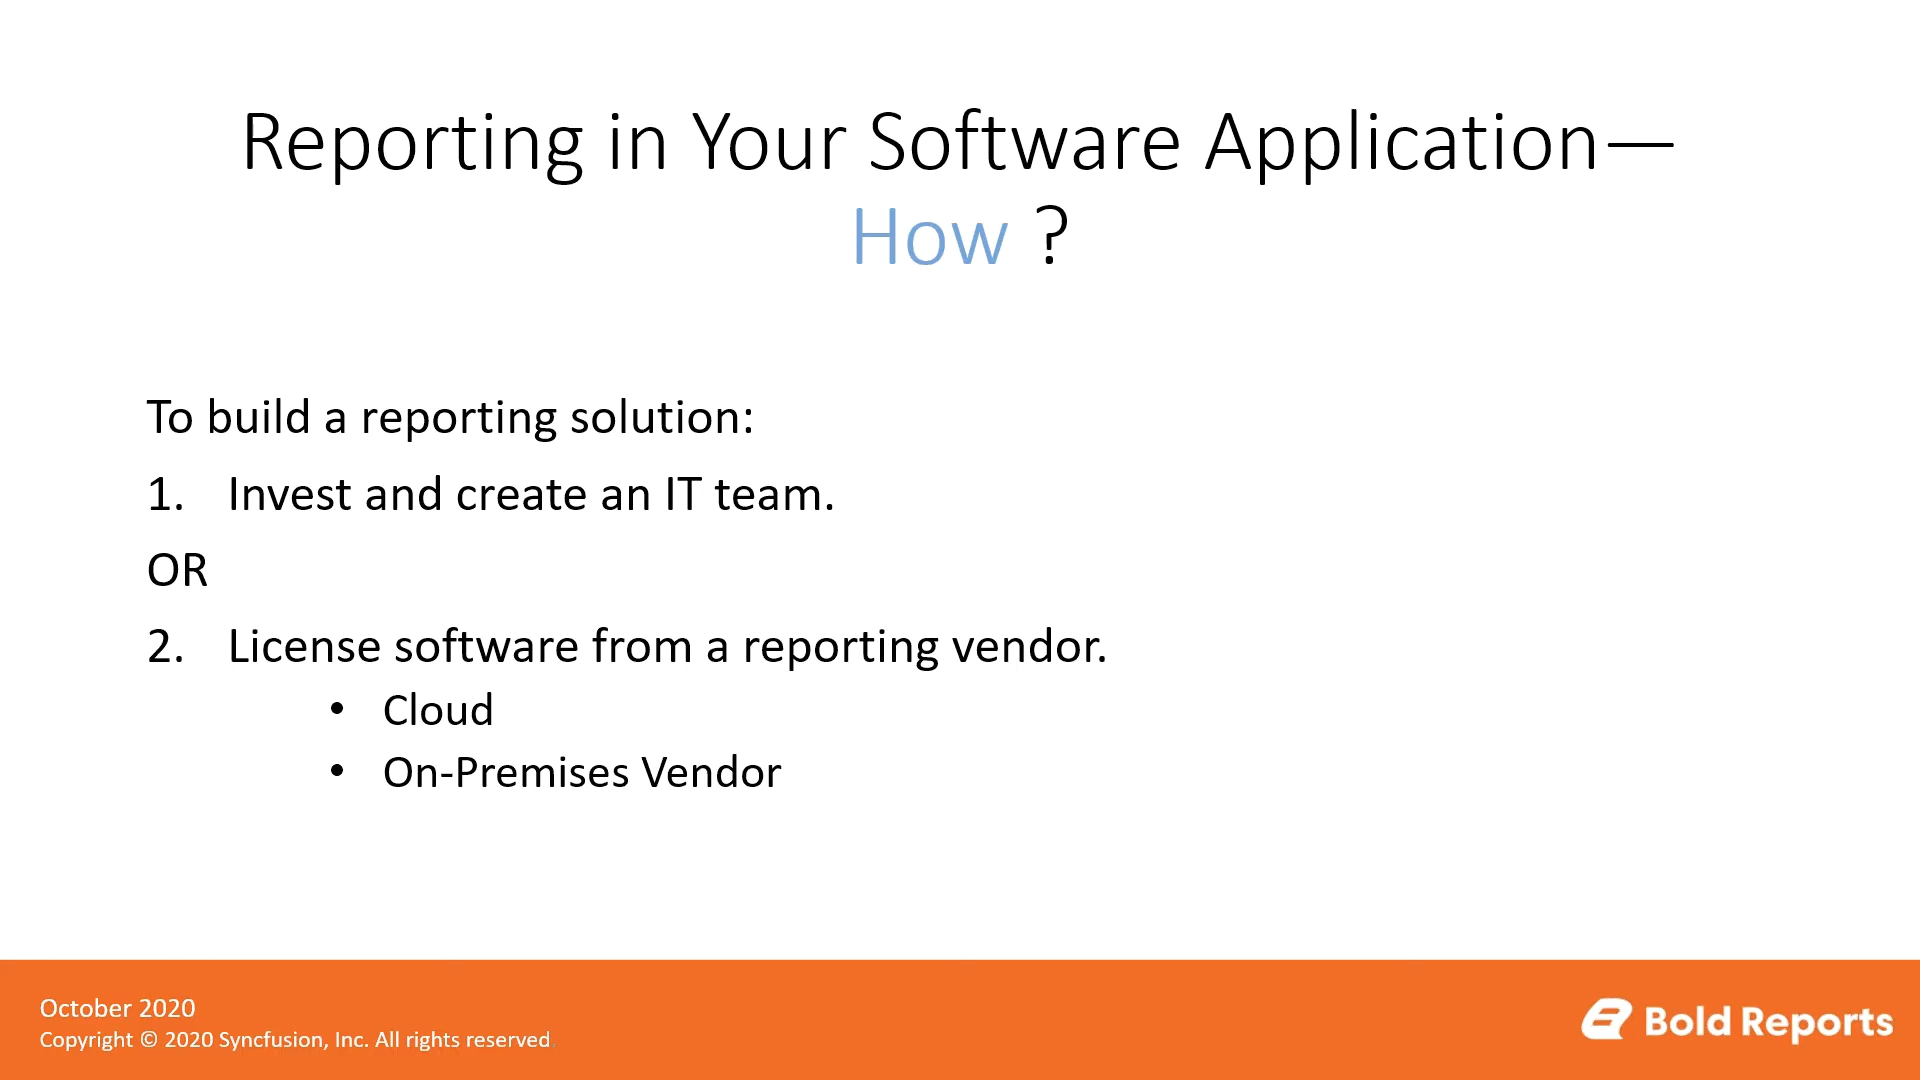 Reporting in Your Software Application—
How ?
To build a reporting solution:
1. Invest and create an IT team.
OR
2. License software from a reporting vendor.
• Cloud
• On-Premises Vendor
October 2020
Copyright © 2020 Syncfusion, Inc. All rights reserved
Bold Reports